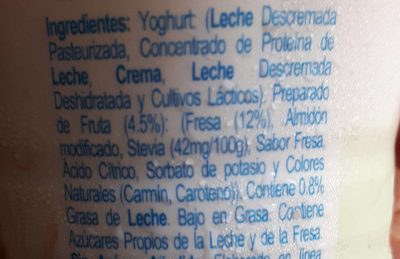 Ingredientes: Yoghurt: (Leche Descremada
Pasteurizada, Concentrado de Proteína de
Leche, Crema, Leche Descremada
Deshidratada y Cultivos Lácticos). Preparado
de Fruta (4.5%): (Fresa (12%), Almidón
modificado, Stevia (42mg/100g), Sabor Fresa,
Ácido Cítrico, Sorbato de potasio y Colores
Naturales (Carmín, Caroteno)). Contiene 0.8%
Grasa de Leche. Bajo en Grasa. Contiene
Azúcares Propios de la Leche y de la Fresa.
Elaborado en línea